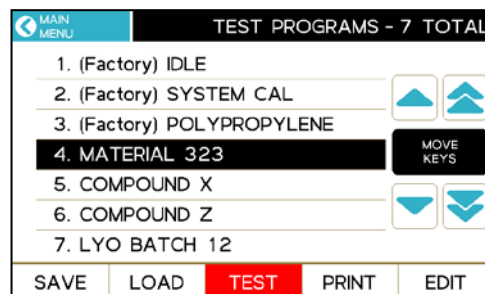 MAIN
MENU
TEST PROGRAMS - 7 TOTAL
1. (Factory) IDLE
2. (Factory) SYSTEM CAL
3. (Factory) POLYPROPYLENE
4. MATERIAL 323
5. COMPOUND X
6. COMPOUND Z
7. LYO BATCH 12
MOVE
KEYS
SAVE LOAD TEST PRINT EDIT